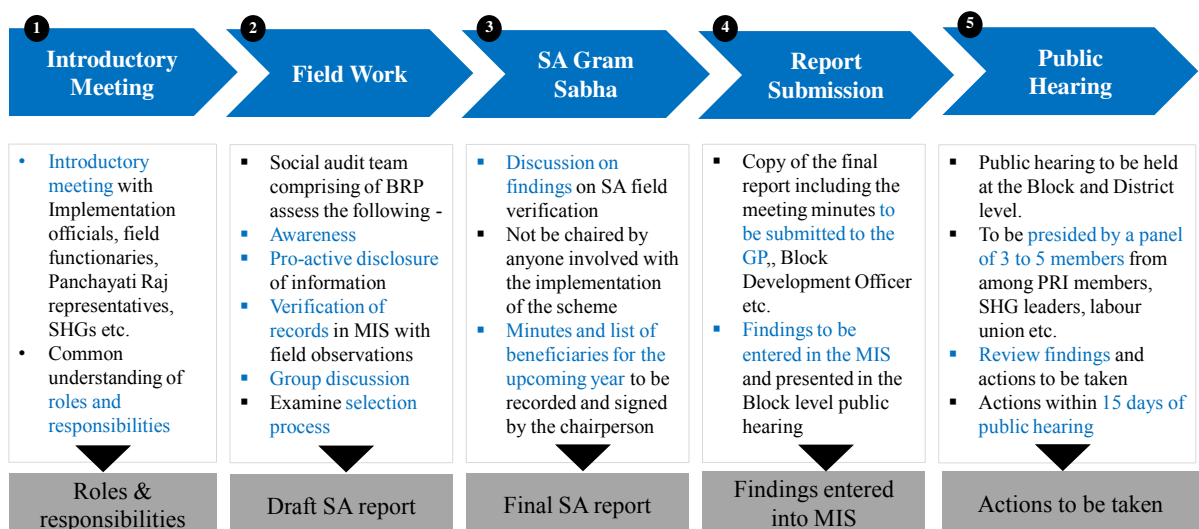 1
Introductory
Meeting
2
Field Work
3
SA Gram
Sabha
4
Report
Submission
5
Public
Hearing
• Introductory
meeting with
Implementation
officials, field
functionaries,
Panchayati Raj
representatives,
SHGs etc.
• Common
understanding of
roles and
responsibilities
▪ Social audit team
comprising of BRP
assess the following -
▪ Awareness
▪ Pro-active disclosure
of information
▪ Verification of
records in MIS with
field observations
▪ Group discussion
▪ Examine selection
process
▪ Discussion on
findings on SA field
verification
▪ Not be chaired by
anyone involved with
the implementation
of the scheme
▪ Minutes and list of
beneficiaries for the
upcoming year to be
recorded and signed
by the chairperson
▪ Copy of the final
report including the
meeting minutes to
be submitted to the
GP,, Block
Development Officer
etc.
▪ Findings to be
entered in the MIS
and presented in the
Block level public
hearing
▪ Public hearing to be held
at the Block and District
level.
▪ To be presided by a panel
of 3 to 5 members from
among PRI members,
SHG leaders, labour
union etc.
▪ Review findings and
actions to be taken
▪ Actions within 15 days of
public hearing
Roles &
responsibilities
Draft SA report
Final SA report
Findings entered
into MIS
Actions to be taken